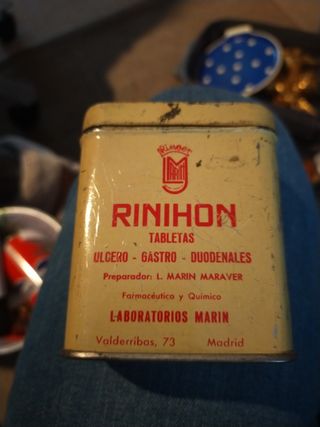 RINIHON
TABLETAS
ULCERO - GASTRO - DUODENALES
Preparador: L. MARIN MARAVER
Farmacéutico y Químico
LABORATORIOS MARIN
Valderribas, 73 Madrid